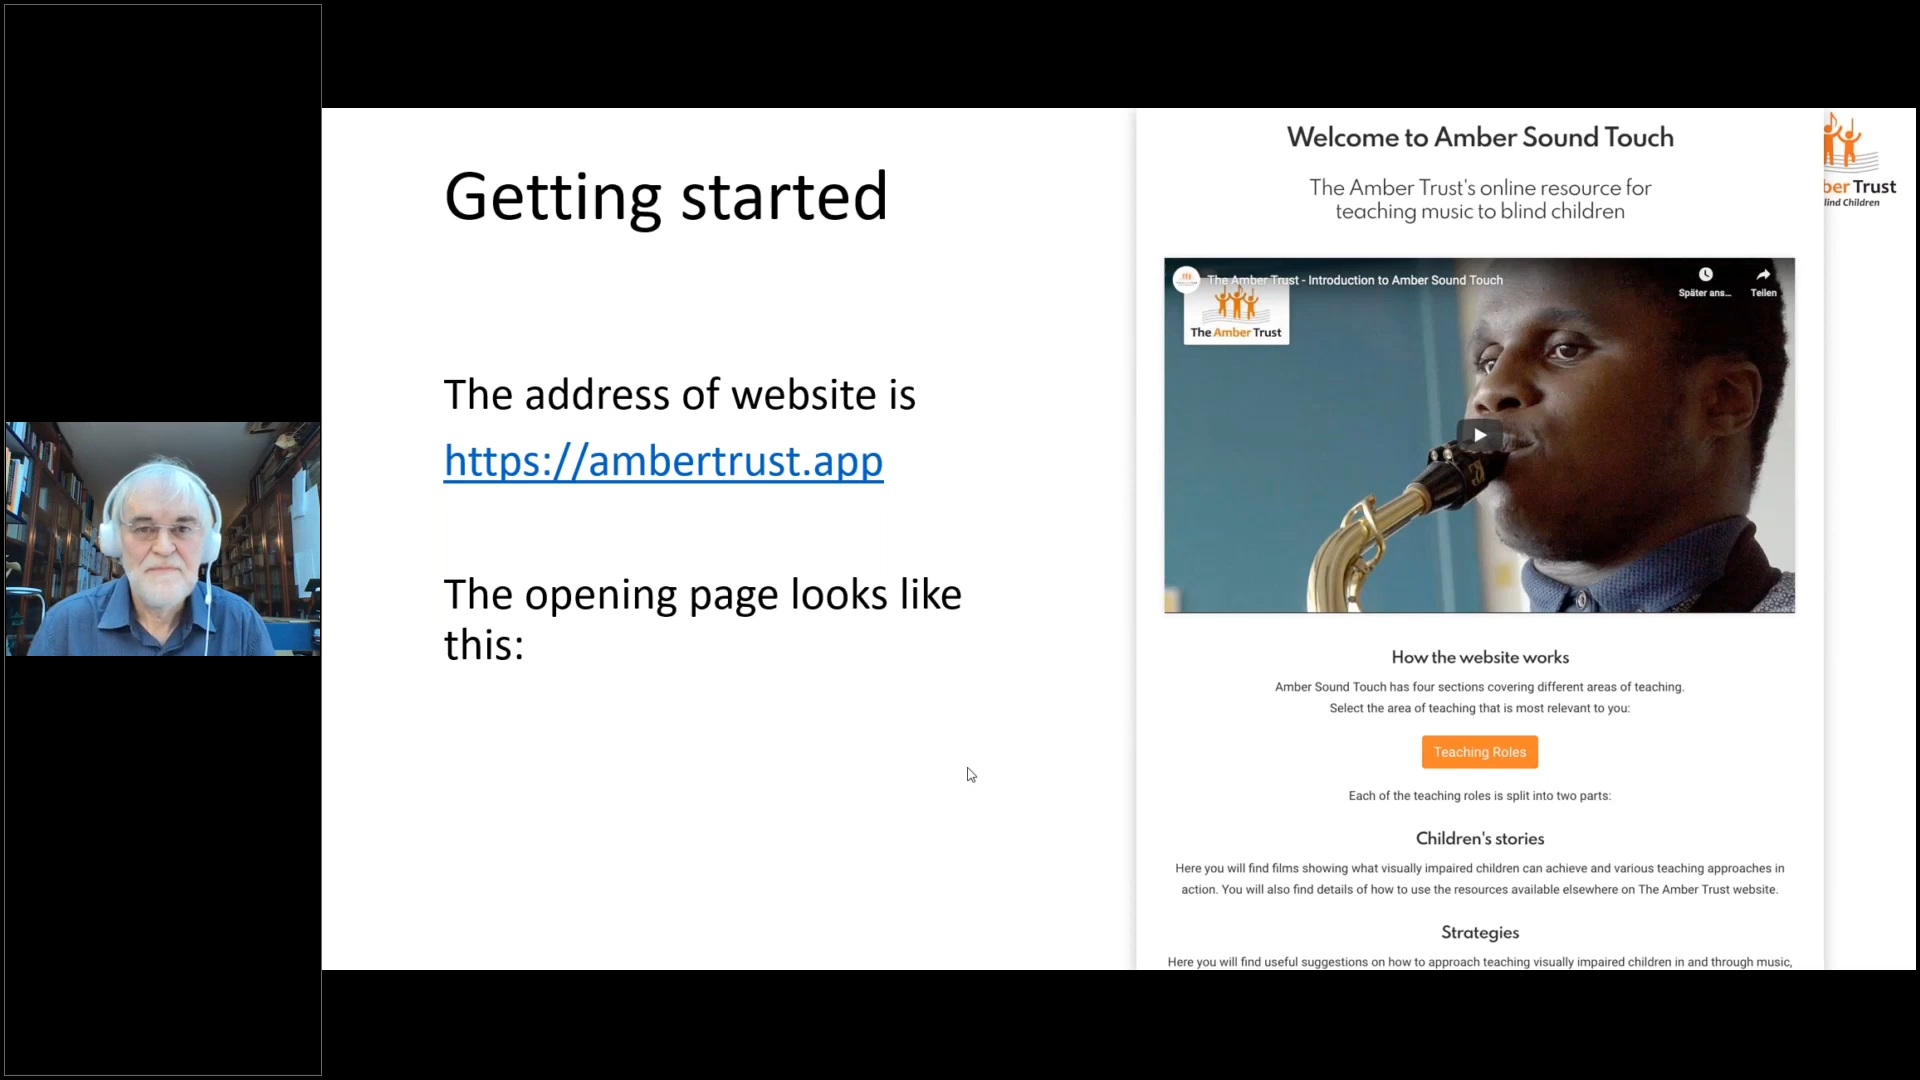 Getting started
The address of website is
https://ambertrust.app
The opening page looks like
this:
Welcome to Amber Sound Touch
The Amber Trust's online resource for
teaching music to blind children
The Amber Trust - Introduction to Amber Sound Touch
Später ans...
Teilen
The Amber Trust
How the website works
Amber Sound Touch has four sections covering different areas of teaching.
Select the area of teaching that is most relevant to you:
Teaching Roles
Each of the teaching roles is split into two parts:
Children's stories
Here you will find films showing what visually impaired children can achieve and various teaching approaches in
action. You will also find details of how to use the resources available elsewhere on The Amber Trust website.
Strategies
Here you will find useful suggestions on how to approach teaching visually impaired children in and through music,
ber Trust
lind Children